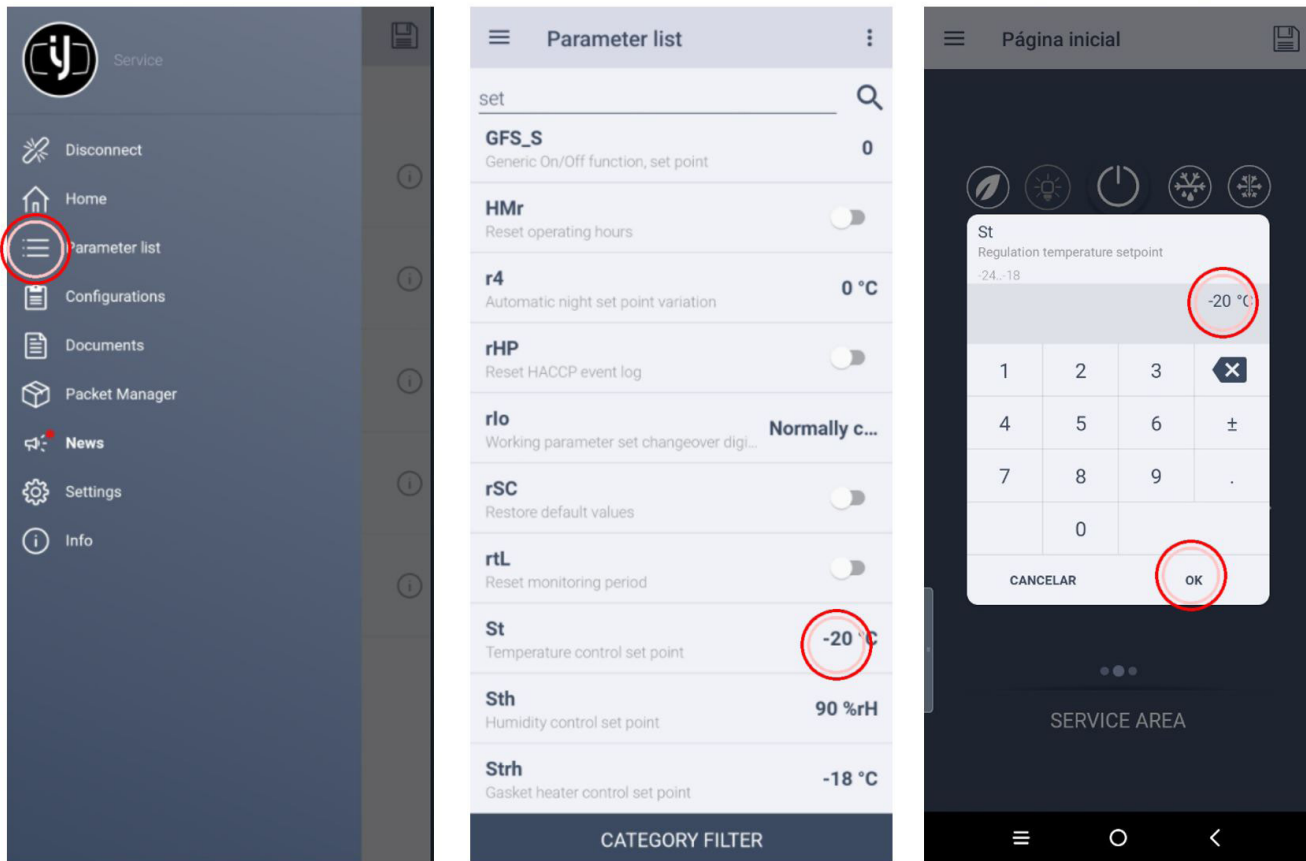 Service
Disconnect
Home
Parameter list
Configurations
Documents
Packet Manager
News
Settings
Info
Parameter list
set
GFS_S
Generic On/Off function, set point
0
HMr
Reset operating hours
r4
Automatic night set point variation
0 °C
rHP
Reset HACCP event log
rIo
Working parameter set changeover digi...
Normally c...
rSC
Restore default values
rtL
Reset monitoring period
St
Temperature control set point
-20 °C
Sth
Humidity control set point
90 %rH
Strh
Gasket heater control set point
-18 °C
CATEGORY FILTER
Página inicial
St
Regulation temperature setpoint
-24..-18
-20 °C
1 2 3
4 5 6 ±
7 8 9 .
0
CANCELAR OK
SERVICE AREA